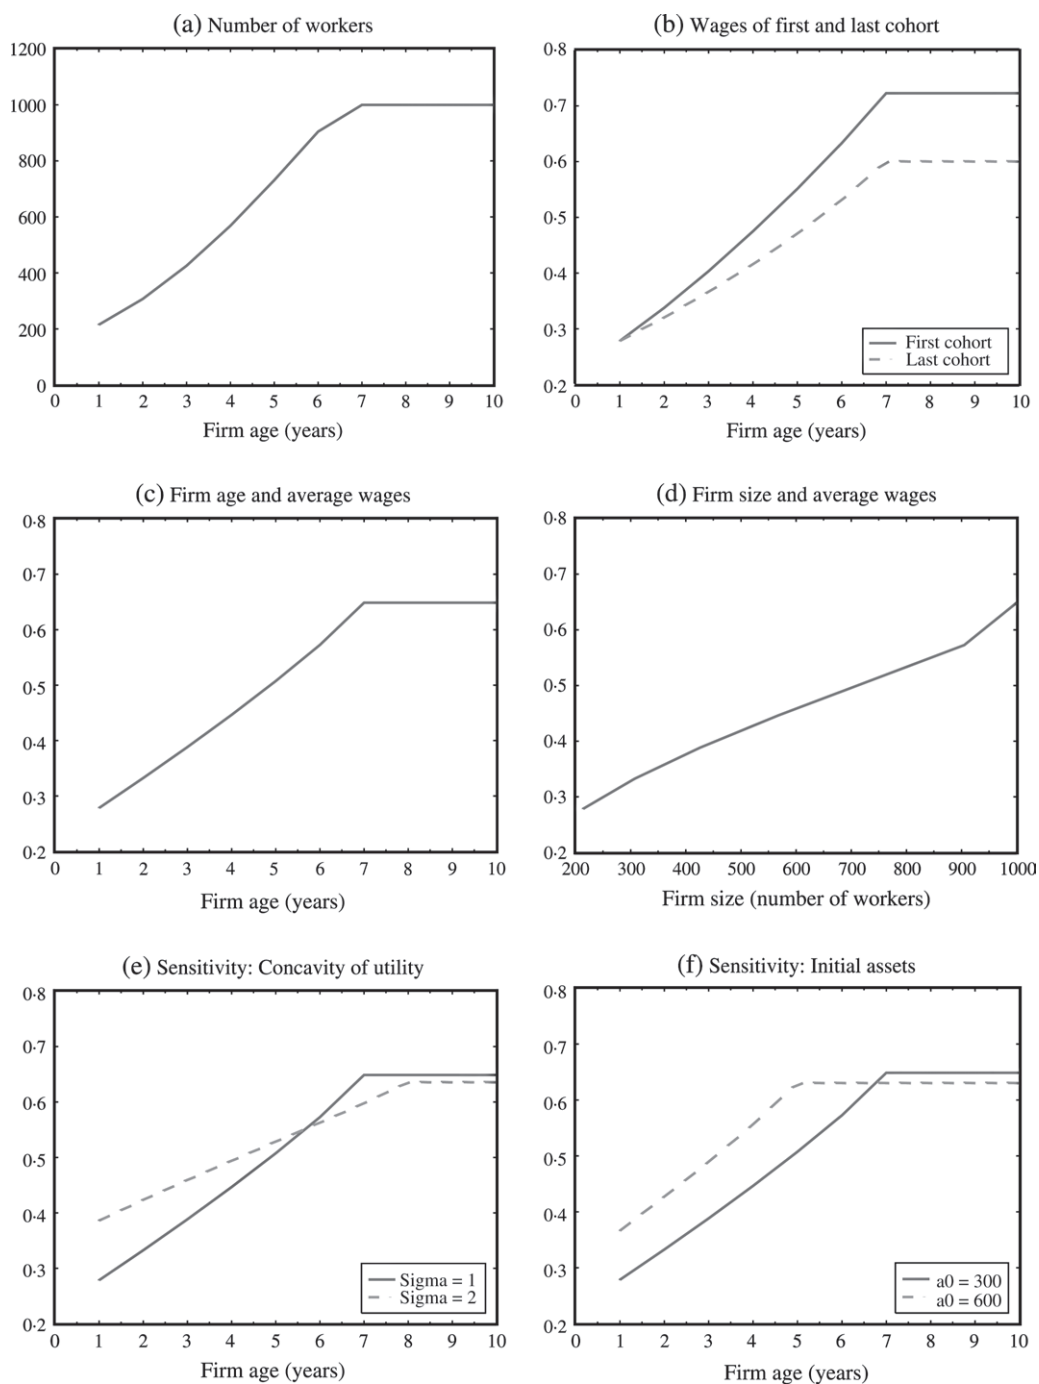 (a) Number of workers
1200
1000
800
600
400
200
0
0 1 2 3 4 5 6 7 8 9 10
Firm age (years)
(b) Wages of first and last cohort
0·8
0·7
0·6
0·5
0·4
0·3
0·2
First cohort
Last cohort
0 1 2 3 4 5 6 7 8 9 10
Firm age (years)
(c) Firm age and average wages
0·8
0·7
0·6
0·5
0·4
0·3
0·2
0 1 2 3 4 5 6 7 8 9 10
Firm age (years)
(d) Firm size and average wages
0·8
0·7
0·6
0·5
0·4
0·3
0·2
200 300 400 500 600 700 800 900 1000
Firm size (number of workers)
(e) Sensitivity: Concavity of utility
0·8
0·7
0·6
0·5
0·4
0·3
0·2
Sigma = 1
Sigma = 2
0 1 2 3 4 5 6 7 8 9 10
Firm age (years)
(f) Sensitivity: Initial assets
0·8
0·7
0·6
0·5
0·4
0·3
0·2
a0 = 300
a0 = 600
0 1 2 3 4 5 6 7 8 9 10
Firm age (years)